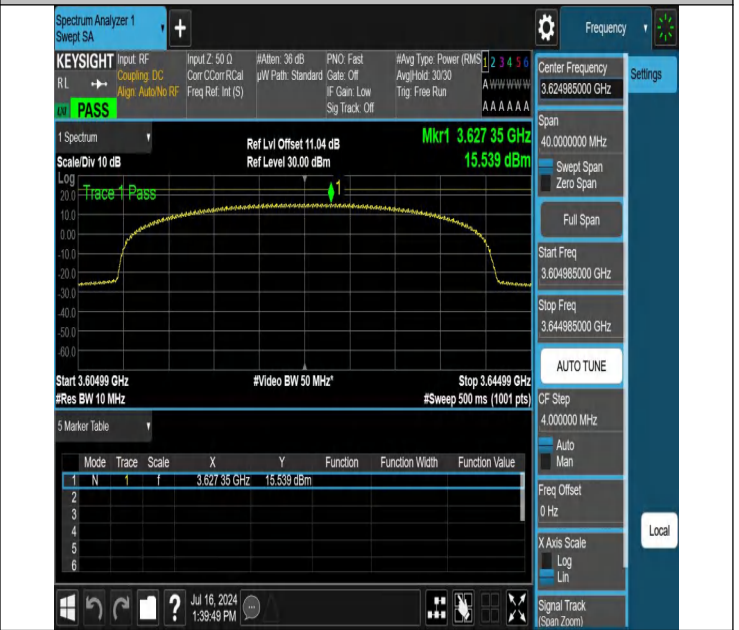 Spectrum Analyzer 1
Swept SA
+
Frequency
KEYSIGHT
RL
PASS
Input: RF
Coupling: DC
Align: Auto/No RF
Input Z: 50 Ω
Corr CCorr RCal
Freq Ref: Int (S)
#Atten: 36 dB
µW Path: Standard
PNO: Fast
Gate: Off
IF Gain: Low
Sig Track: Off
#Avg Type: Power (RMS
Avg|Hold: 30/30
Trig: Free Run
1 2 3 4 5 6
A W W W W W
A A A A A A
1 Spectrum
Scale/Div 10 dB
Ref Lvl Offset 11.04 dB
Ref Level 30.00 dBm
Mkr1 3.627 35 GHz
15.539 dBm
Log
Trace 1 Pass
1
20.0
10.0
0.00
-10.0
-20.0
-30.0
-40.0
-50.0
-60.0
Start 3.60499 GHz
#Res BW 10 MHz
#Video BW 50 MHz*
Stop 3.64499 GHz
#Sweep 500 ms (1001 pts)
5 Marker Table
Mode Trace Scale X Y Function Function Width Function Value
1 N 1 f 3.627 35 GHz 15.539 dBm
2
3
4
5
6
Center Frequency
3.624985000 GHz
Settings
Span
40.0000000 MHz
Swept Span
Zero Span
Full Span
Start Freq
3.604985000 GHz
Stop Freq
3.644985000 GHz
AUTO TUNE
CF Step
4.000000 MHz
Auto
Man
Freq Offset
0 Hz
X Axis Scale
Log
Lin
Local
Signal Track
(Span Zoom)
?
Jul 16, 2024
1:39:49 PM